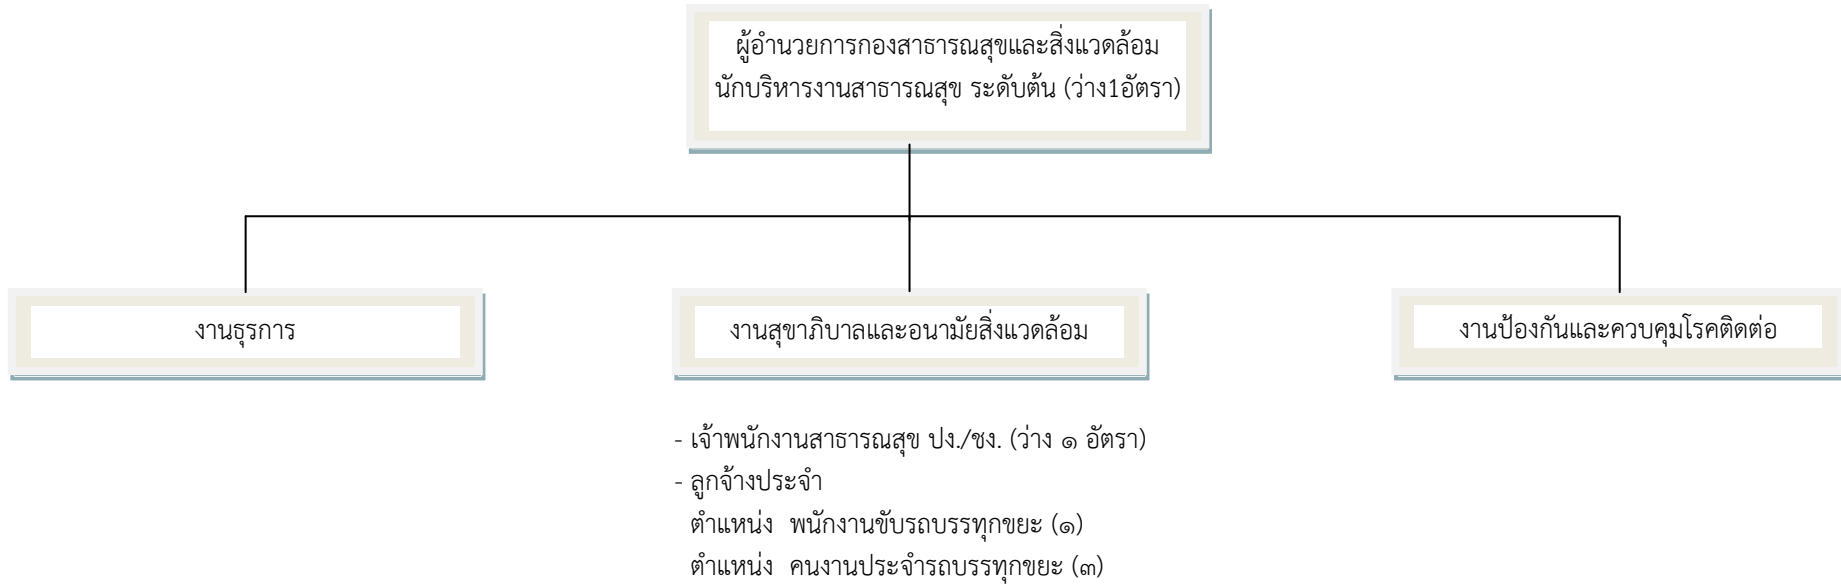 ผู้อำนวยการกองสาธารณสุขและสิ่งแวดล้อม
นักบริหารงานสาธารณสุข ระดับต้น (ว่าง1อัตรา)
งานธุรการ
งานสุขาภิบาลและอนามัยสิ่งแวดล้อม
งานป้องกันและควบคุมโรคติดต่อ
- เจ้าพนักงานสาธารณสุข ปง./ชง. (ว่าง ๑ อัตรา)
- ลูกจ้างประจำ
ตำแหน่ง พนักงานขับรถบรรทุกขยะ (๑)
ตำแหน่ง คนงานประจำรถบรรทุกขยะ (๓)